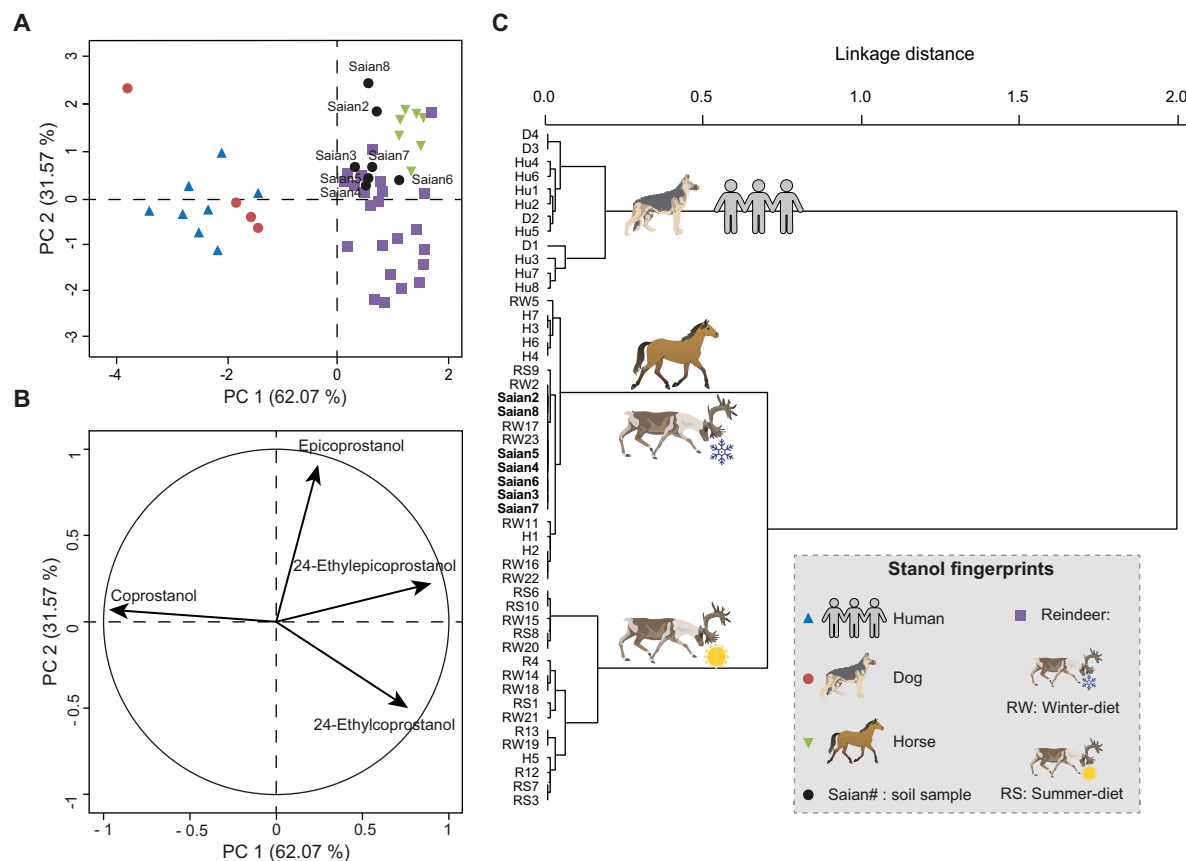 A
3
2
1
0
-1
-2
-3
PC 2 (31.57 %)
-4
-2
0
2
PC 1 (62.07 %)
Saian8
Saian2
Saian3
Saian7
Saian5
Saian6
Saian4
B
1
0.5
0
-0.5
-1
PC 2 (31.57 %)
- 1
- 0.5
0
0.5
1
PC 1 (62.07 %)
Epicoprostanol
24-Ethylepicoprostanol
Coprostanol
24-Ethylcoprostanol
C
Linkage distance
0.0
0.5
1.0
1.5
2.0
D4
D3
Hu4
Hu6
Hu1
Hu2
D2
Hu5
D1
Hu3
Hu7
Hu8
RW5
H7
H3
H6
H4
RS9
RW2
Saian2
Saian8
RW17
RW23
Saian5
Saian4
Saian6
Saian3
Saian7
RW11
H1
H2
RW16
RW22
RS6
RS10
RW15
RS8
RW20
R4
RW14
RW18
RS1
RW21
R13
RW19
H5
R12
RS7
RS3
Stanol fingerprints
Human
Reindeer:
Dog
RW: Winter-diet
Horse
Saian# : soil sample
RS: Summer-diet